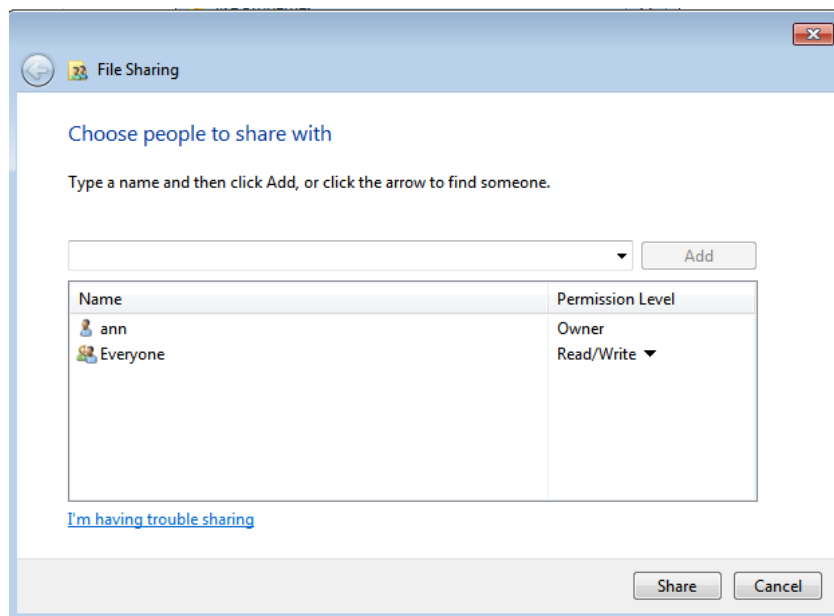 File Sharing
Choose people to share with
Type a name and then click Add, or click the arrow to find someone.
Add
Name Permission Level
ann Owner
Everyone Read/Write
I'm having trouble sharing
Share Cancel